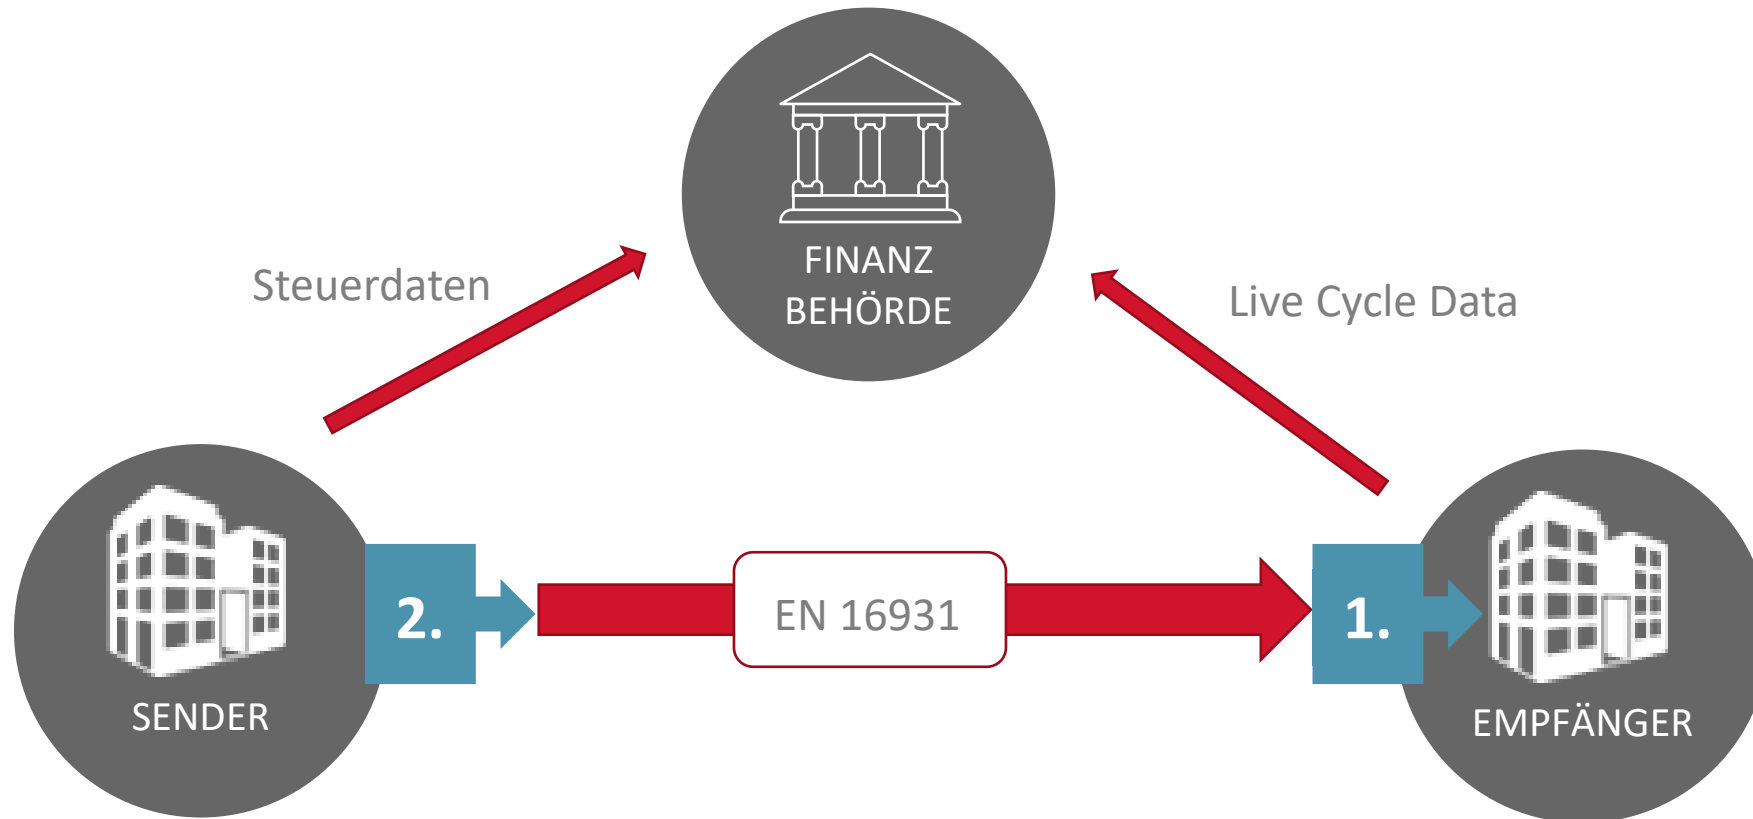 FINANZ
BEHÖRDE
Steuerdaten
Live Cycle Data
2.
EN 16931
1.
SENDER
EMPFÄNGER